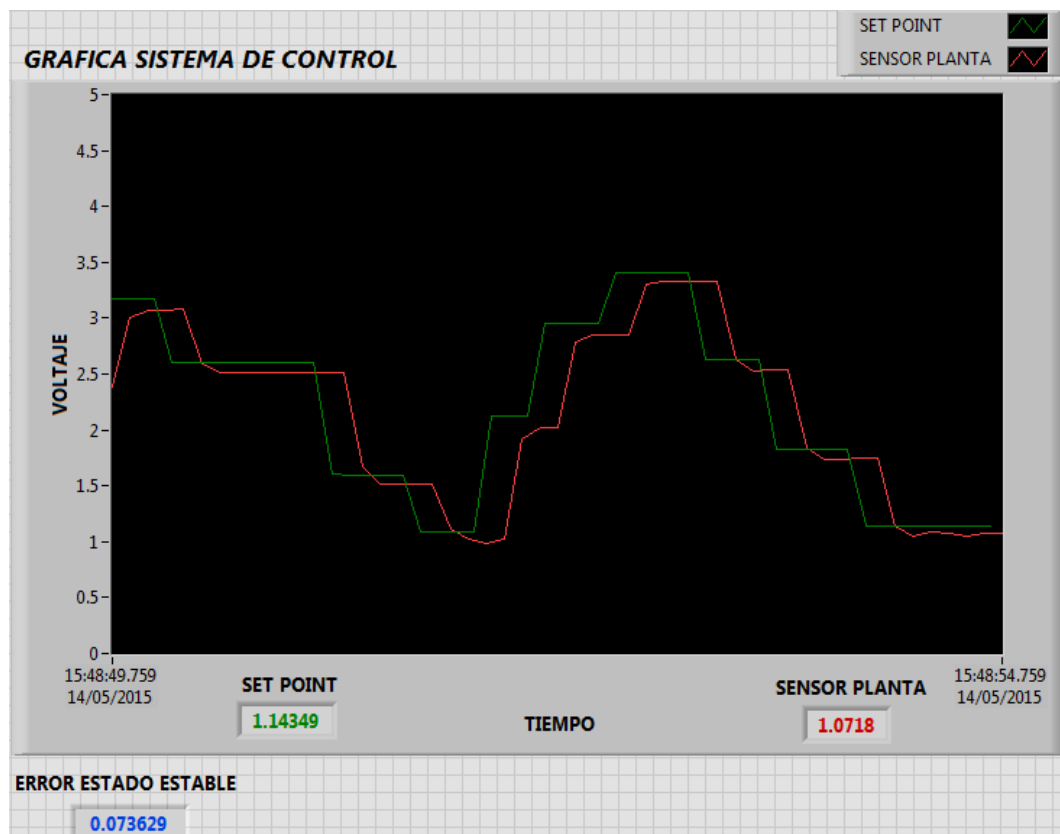 SET POINT
SENSOR PLANTA
GRAFICA SISTEMA DE CONTROL
5
4.5
4
3.5
3
2.5
2
1.5
1
0.5
0
VOLTAJE
15:48:49.759
14/05/2015
15:48:54.759
14/05/2015
SET POINT
1.14349
TIEMPO
SENSOR PLANTA
1.0718
ERROR ESTADO ESTABLE
0.073629